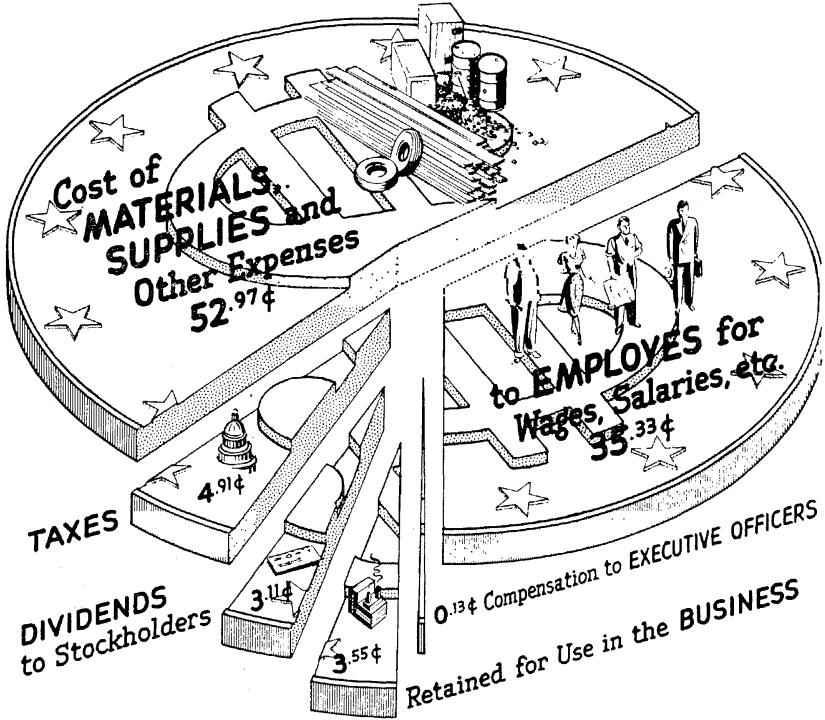 Cost of
MATERIALS,
SUPPLIES and
Other Expenses
52.97¢
to EMPLOYES for
Wages, Salaries, etc.
35.33¢
4.91¢
TAXES
3.11¢
DIVIDENDS
to Stockholders
0.13¢ Compensation to EXECUTIVE OFFICERS
3.55¢
Retained for Use in the BUSINESS